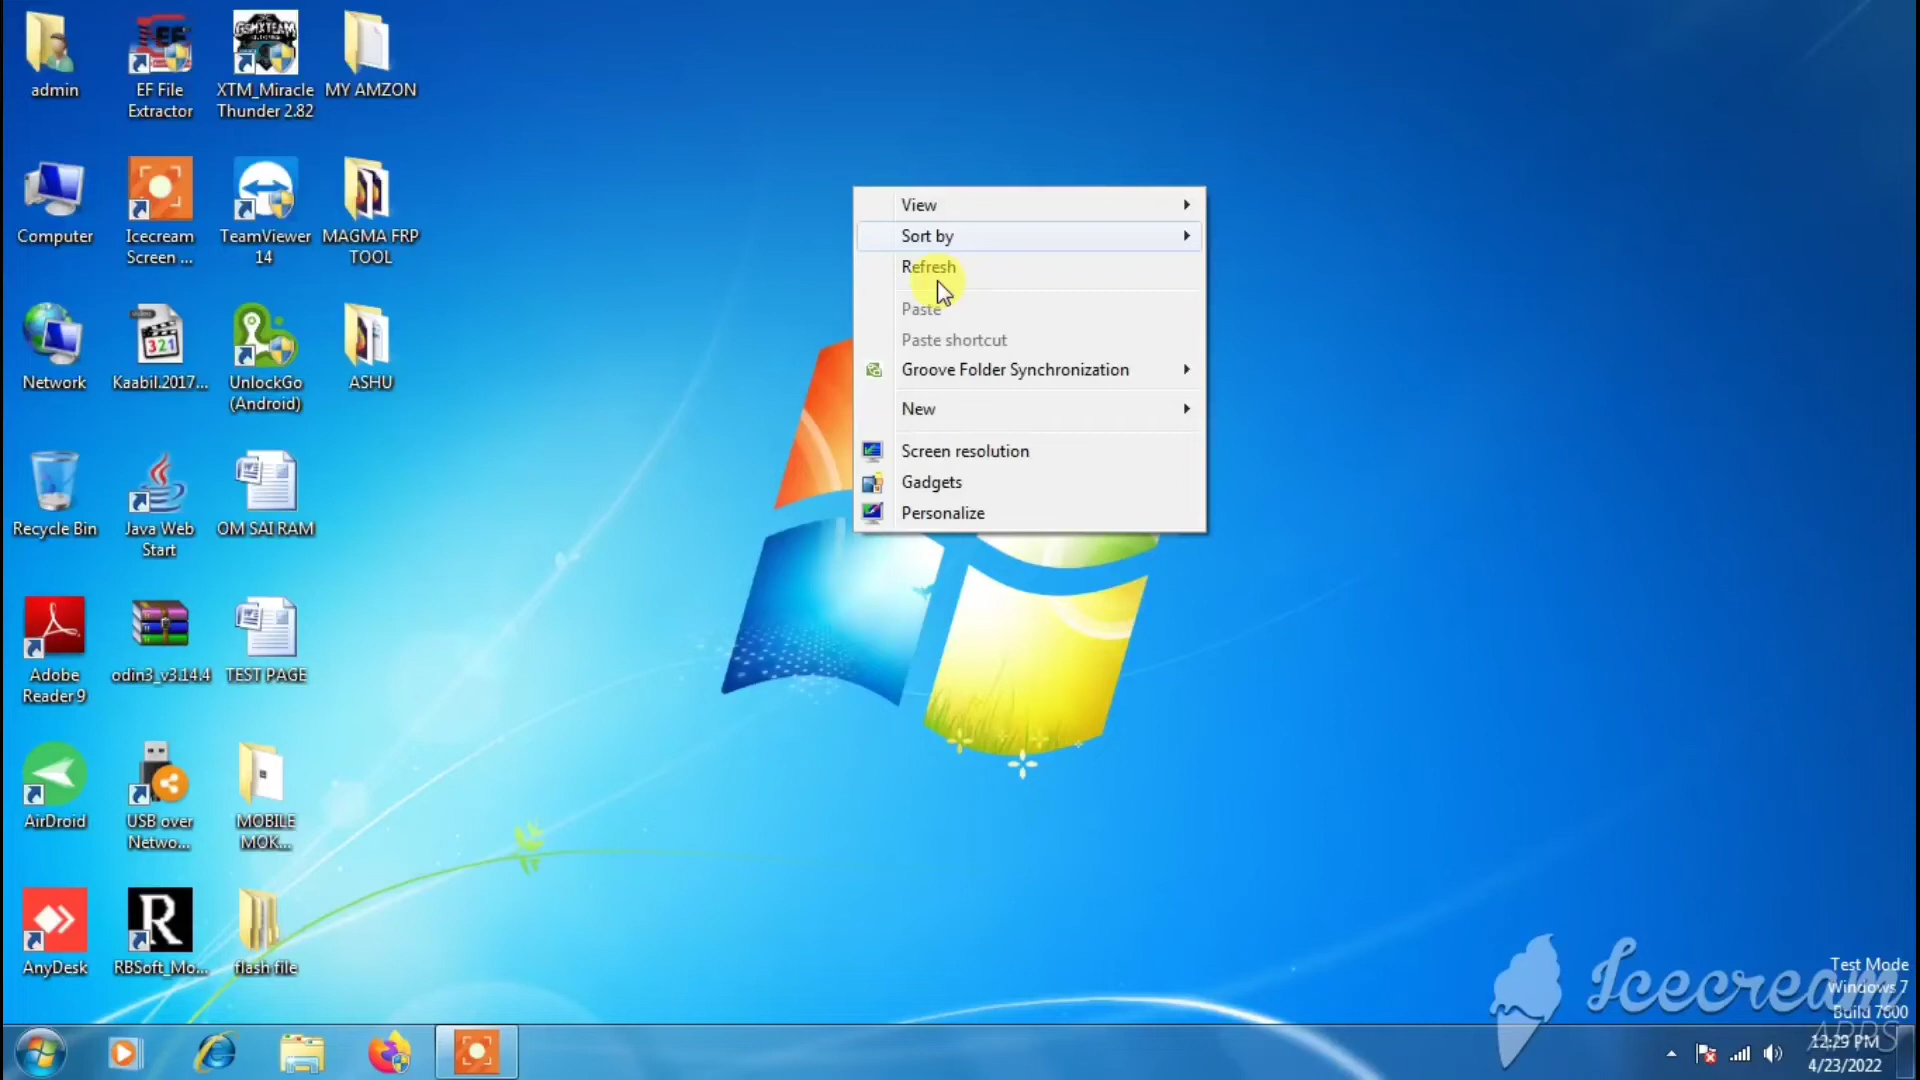 admin
EF File
Extractor
XTM_Miracle
Thunder 2.82
MY AMZON
Computer
Icecream
Screen ...
TeamViewer
14
MAGMA FRP
TOOL
Network
Kaabil.2017...
UnlockGo
(Android)
ASHU
Recycle Bin
Java Web
Start
OM SAI RAM
Adobe
Reader 9
odin3_v3.14.4
TEST PAGE
AirDroid
USB over
Netwo...
MOBILE
MOK...
AnyDesk
RBSoft_Mo...
flash file
View
Sort by
Refresh
Paste
Paste shortcut
Groove Folder Synchronization
New
Screen resolution
Gadgets
Personalize
Icecream
APPS
Test Mode
Windows 7
Build 7600
12:29 PM
4/23/2022